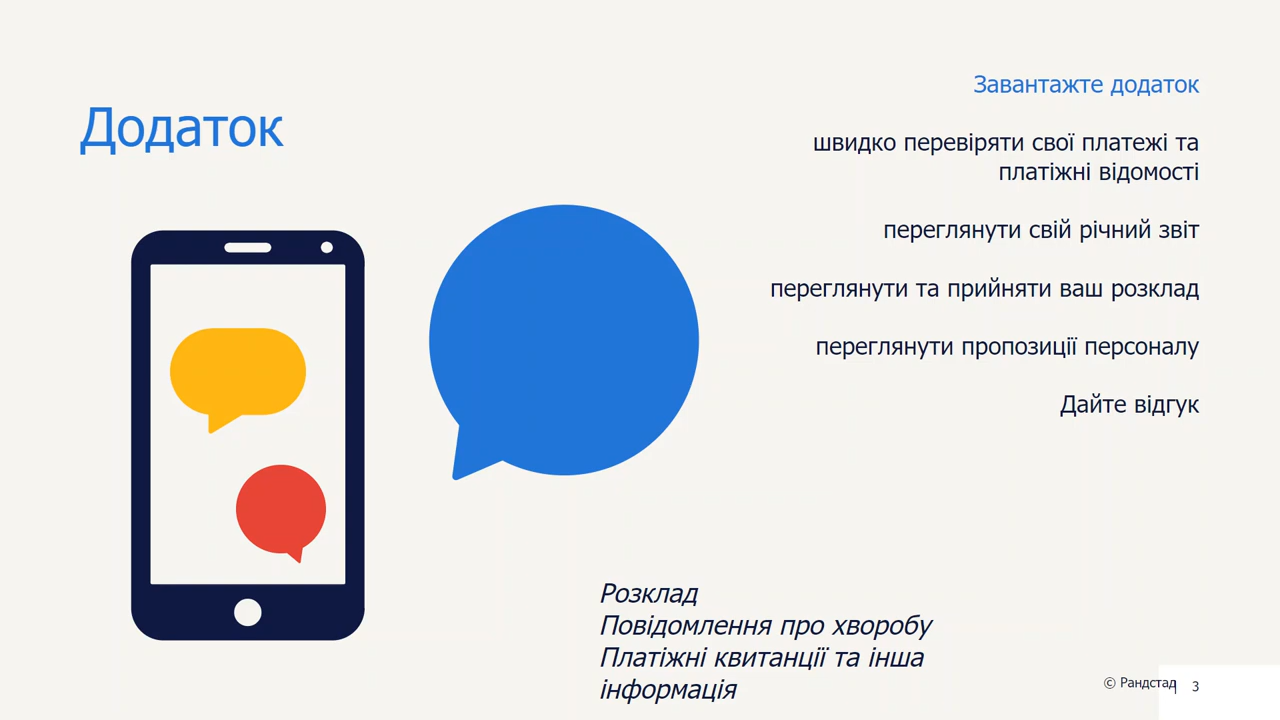 Додаток
Завантажте додаток
швидко перевіряти свої платежі та
платіжні відомості
переглянути свій річний звіт
переглянути та прийняти ваш розклад
переглянути пропозиції персоналу
Дайте відгук
Розклад
Повідомлення про хворобу
Платіжні квитанції та інша
інформація
© Рандстад | 3